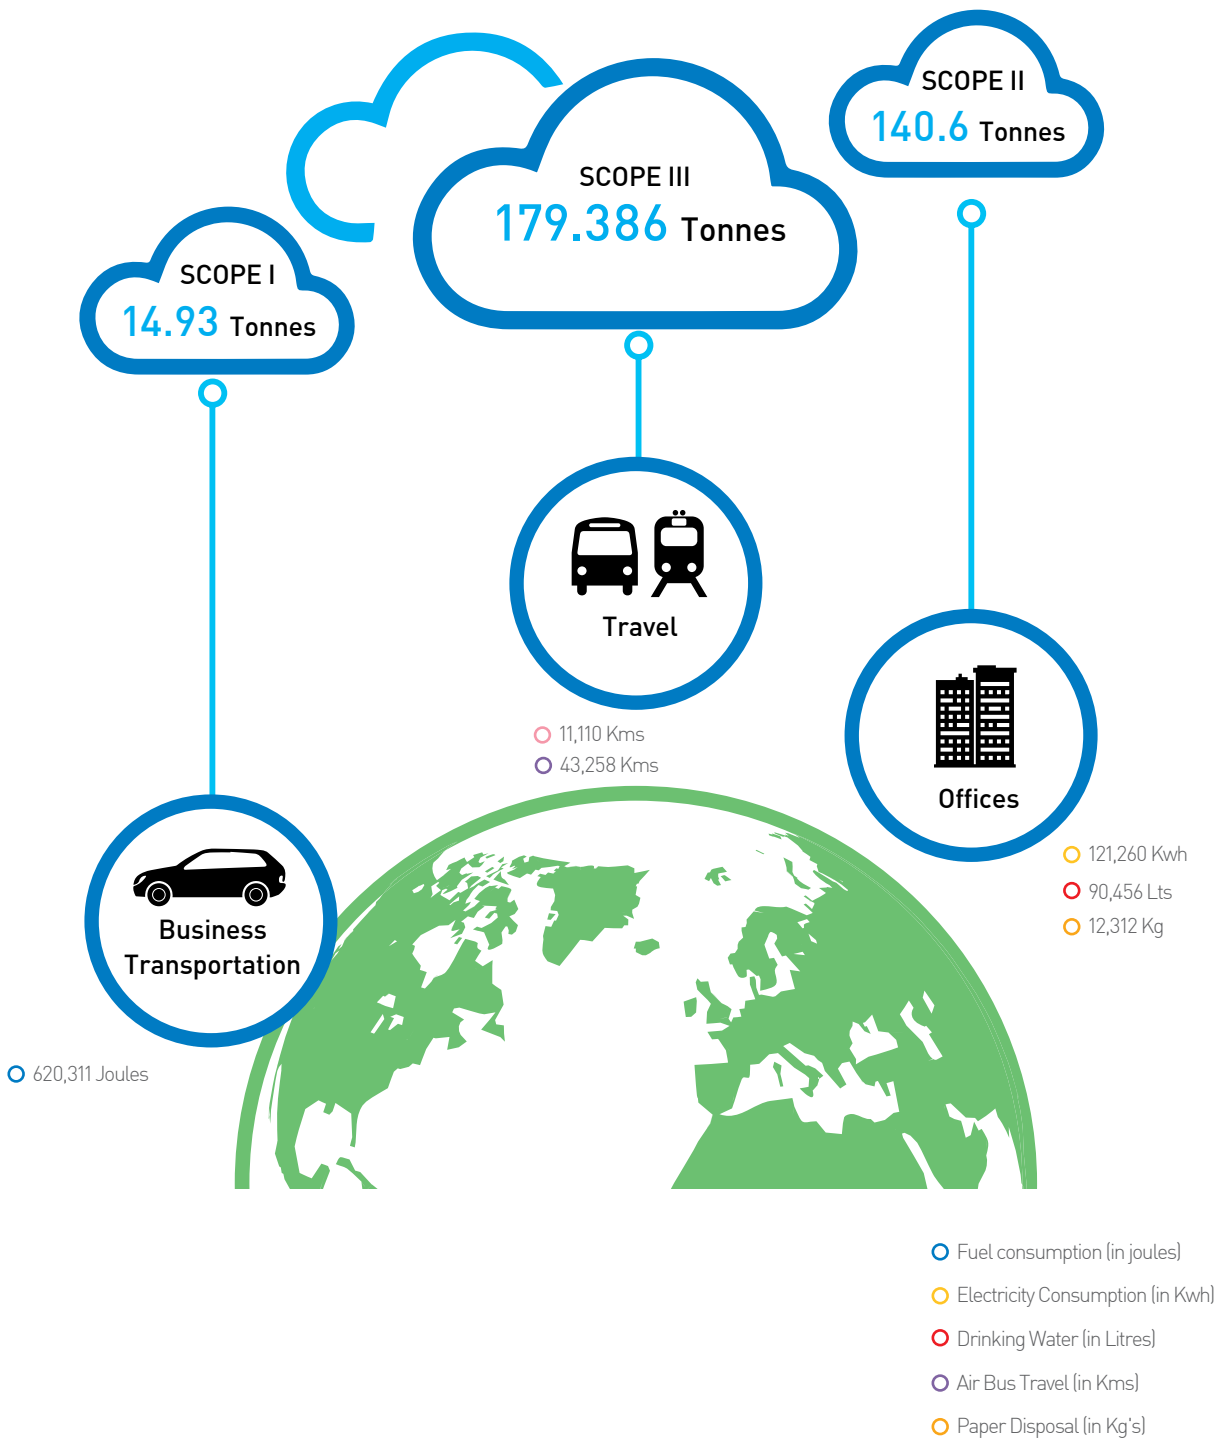 SCOPE II
140.6 Tonnes
SCOPE III
179.386 Tonnes
SCOPE I
14.93 Tonnes
Travel
11,110 Kms
43,258 Kms
Offices
121,260 Kwh
90,456 Lts
12,312 Kg
Business
Transportation
620,311 Joules
Fuel consumption (in joules)
Electricity Consumption (in Kwh)
Drinking Water (in Litres)
Air Bus Travel (in Kms)
Paper Disposal (in Kg's)